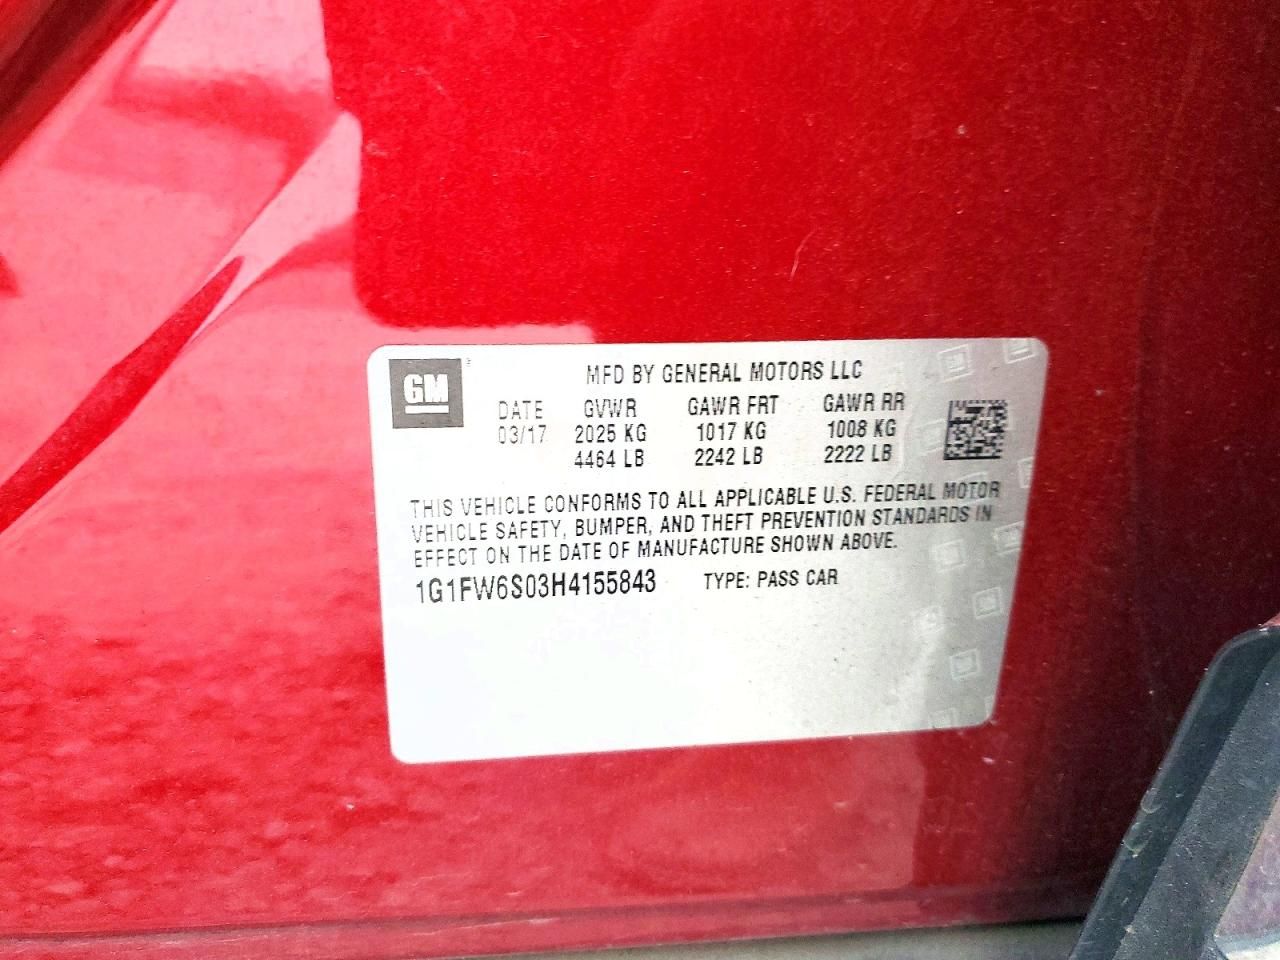 GM
MFD BY GENERAL MOTORS LLC
DATE GVWR GAWR FRT GAWR RR
03/17 2025 KG 1017 KG 1008 KG
4464 LB 2242 LB 2222 LB
THIS VEHICLE CONFORMS TO ALL APPLICABLE U.S. FEDERAL MOTOR
VEHICLE SAFETY, BUMPER, AND THEFT PREVENTION STANDARDS IN
EFFECT ON THE DATE OF MANUFACTURE SHOWN ABOVE.
1G1FW6S03H4155843 TYPE: PASS CAR